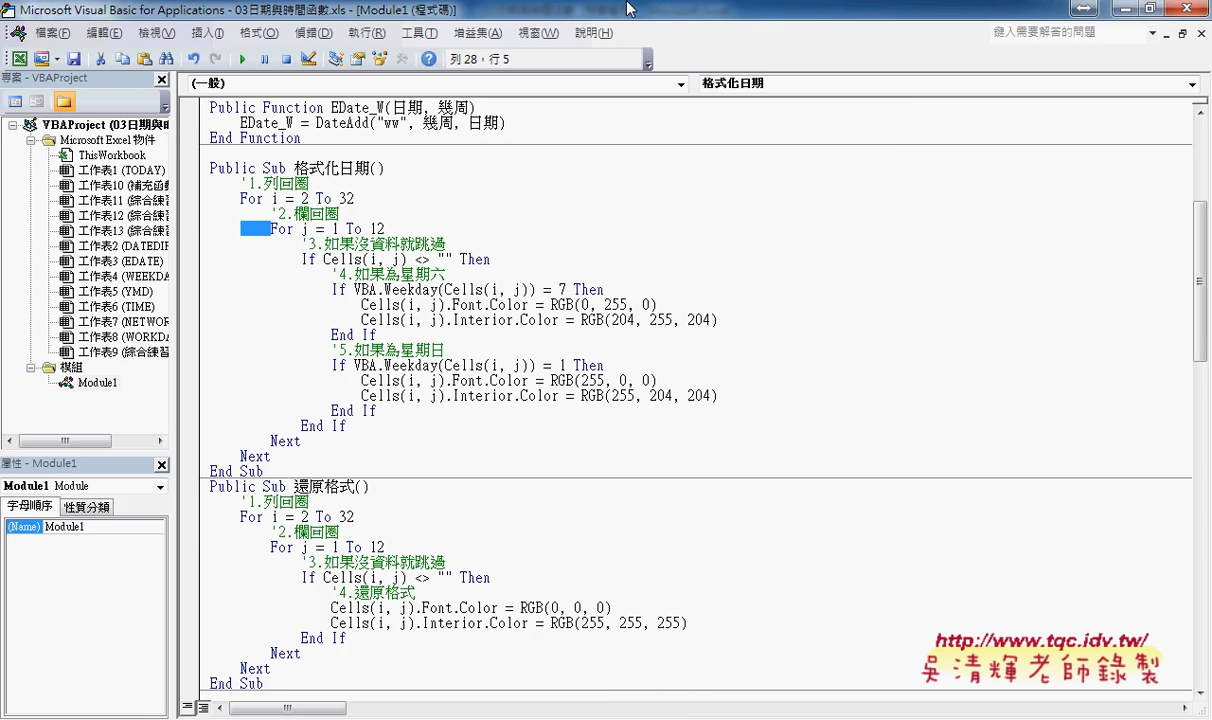 Microsoft Visual Basic for Applications - 03日期與時間函數.xls - [Module1 (程式碼)]
檔案(F) 編輯(E) 檢視(V) 插入(I) 格式(O) 偵錯(D) 執行(R) 工具(T) 增益集(A) 視窗(W) 說明(H) 鍵入需要解答的問題
列 28，行 5
專案 - VBAProject
(一般) 格式化日期
VBAProject (03日期與時
Microsoft Excel 物件
ThisWorkbook
工作表1 (TODAY)
工作表10 (補充函
工作表11 (綜合練習
工作表12 (綜合練習
工作表13 (綜合練習
工作表2 (DATEDIF
工作表3 (EDATE)
工作表4 (WEEKDA
工作表5 (YMD)
工作表6 (TIME)
工作表7 (NETWOR
工作表8 (WORKDA
工作表9 (綜合練習
模組
Module1
屬性 - Module1
Module1 Module
字母順序 性質分類
(Name) Module1
Public Function EDate_W(日期, 幾周)
EDate_W = DateAdd("ww", 幾周, 日期)
End Function
Public Sub 格式化日期()
'1.列回圈
For i = 2 To 32
'2.欄回圈
For j = 1 To 12
'3.如果沒資料就跳過
If Cells(i, j) <> "" Then
'4.如果為星期六
If VBA.Weekday(Cells(i, j)) = 7 Then
Cells(i, j).Font.Color = RGB(0, 255, 0)
Cells(i, j).Interior.Color = RGB(204, 255, 204)
End If
'5.如果為星期日
If VBA.Weekday(Cells(i, j)) = 1 Then
Cells(i, j).Font.Color = RGB(255, 0, 0)
Cells(i, j).Interior.Color = RGB(255, 204, 204)
End If
End If
Next
Next
End Sub
Public Sub 還原格式()
'1.列回圈
For i = 2 To 32
'2.欄回圈
For j = 1 To 12
'3.如果沒資料就跳過
If Cells(i, j) <> "" Then
'4.還原格式
Cells(i, j).Font.Color = RGB(0, 0, 0)
Cells(i, j).Interior.Color = RGB(255, 255, 255)
End If
Next
Next
End Sub
http://www.tqc.idv.tw/
吳清輝老師錄製